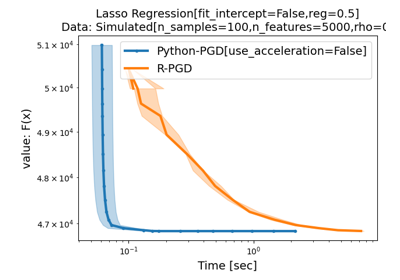 Lasso Regression[fit_intercept=False,reg=0.5]
Data: Simulated[n_samples=100,n_features=5000,rho=0
Python-PGD[use_acceleration=False]
R-PGD
value: F(x)
5.1 × 10⁴
5 × 10⁴
4.9 × 10⁴
4.8 × 10⁴
4.7 × 10⁴
10⁻¹
10⁰
Time [sec]